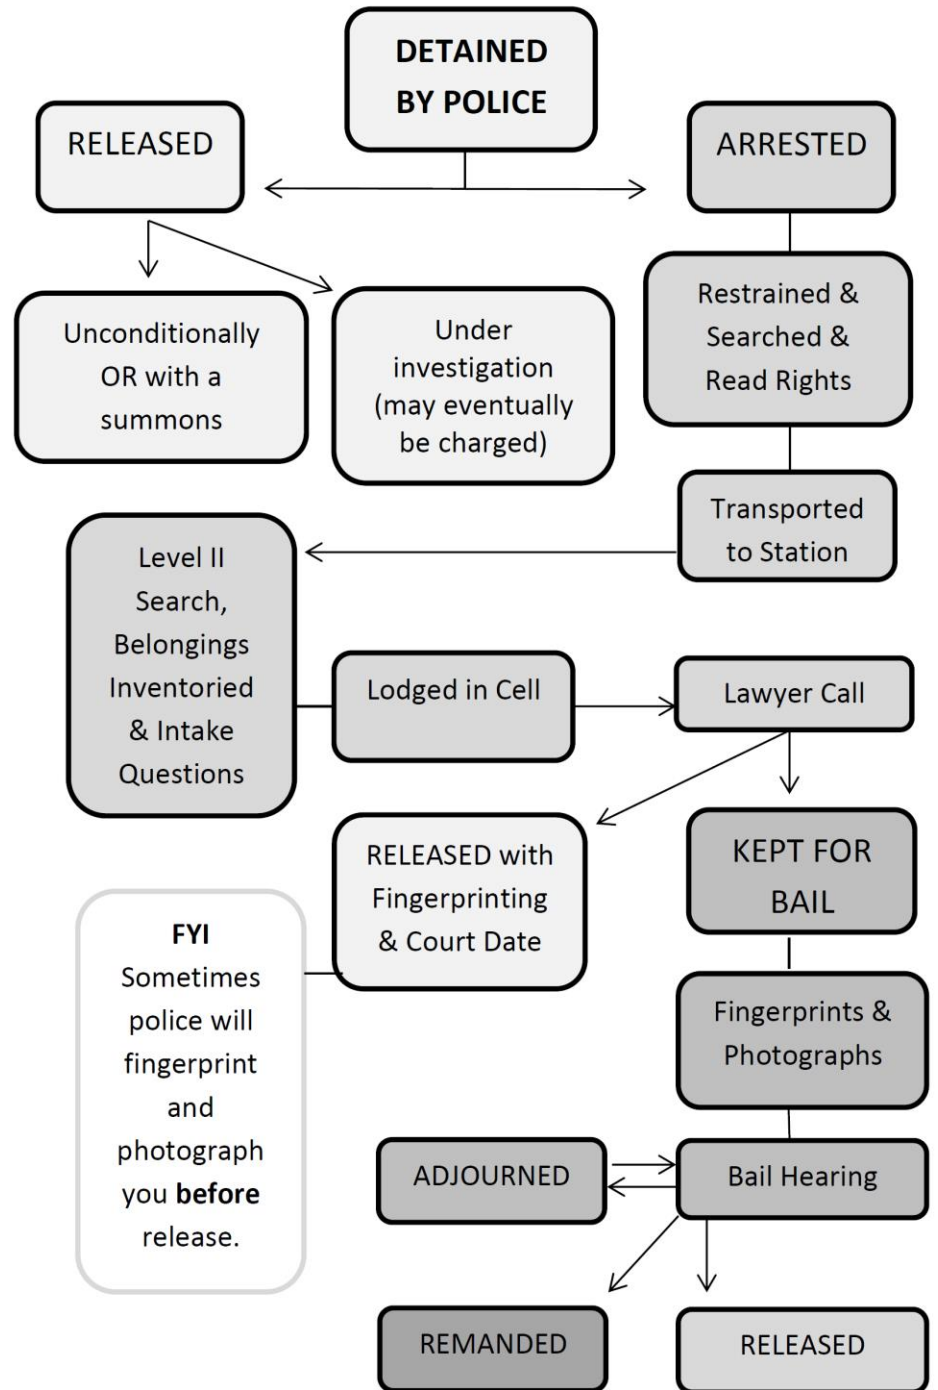 DETAINED
BY POLICE
RELEASED
ARRESTED
Unconditionally
OR with a
summons
Under
investigation
(may eventually
be charged)
Restrained &
Searched &
Read Rights
Transported
to Station
Level II
Search,
Belongings
Inventoried
& Intake
Questions
Lodged in Cell
Lawyer Call
RELEASED with
Fingerprinting
& Court Date
KEPT FOR
BAIL
FYI
Sometimes
police will
fingerprint
and
photograph
you before
release.
Fingerprints &
Photographs
ADJOURNED
Bail Hearing
REMANDED
RELEASED